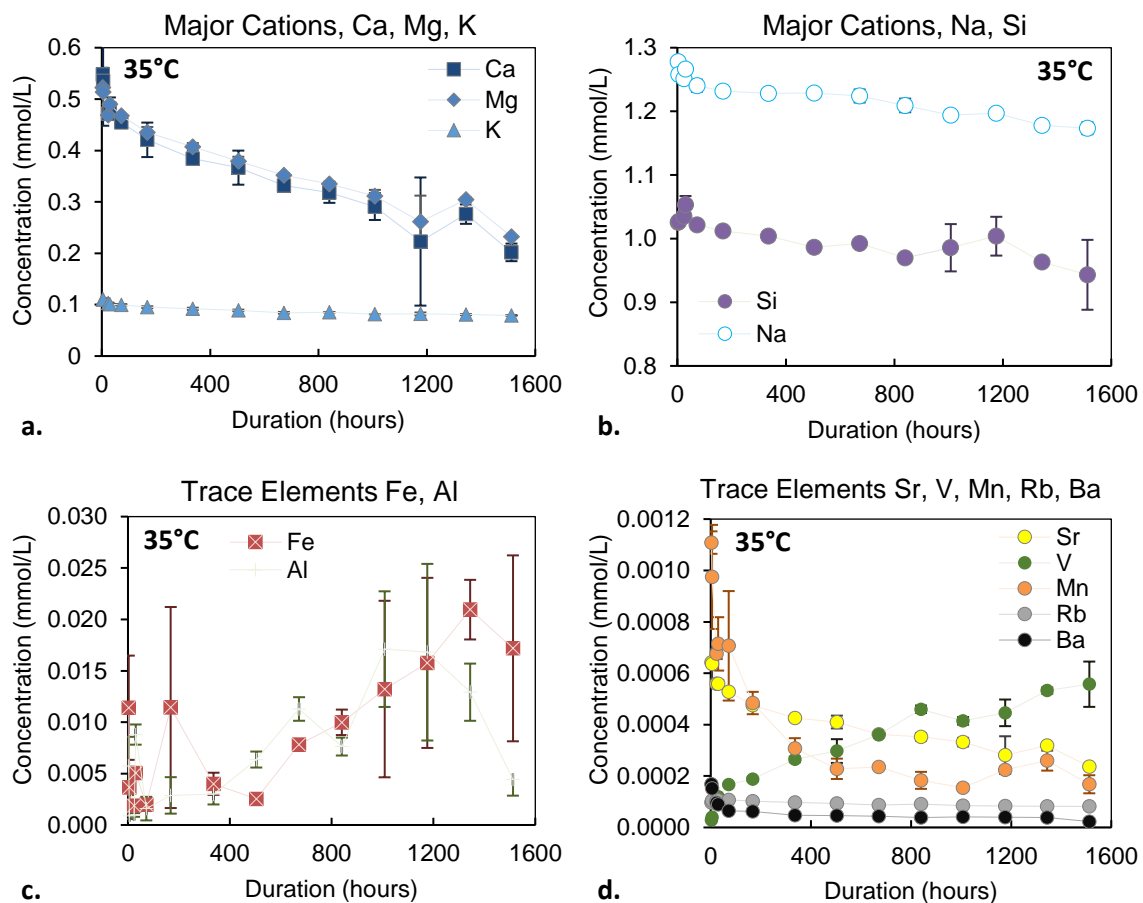 Major Cations, Ca, Mg, K
0.6
0.5
0.4
0.3
0.2
0.1
0
Concentration (mmol/L)
35°C
Ca
Mg
K
0
400
800
1200
1600
Duration (hours)
a.
Major Cations, Na, Si
1.3
1.2
1.1
1.0
0.9
0.8
Concentration (mmol/L)
35°C
Si
Na
0
400
800
1200
1600
Duration (hours)
b.
Trace Elements Fe, Al
0.030
0.025
0.020
0.015
0.010
0.005
0.000
Concentration (mmol/L)
35°C
Fe
Al
0
400
800
1200
1600
Duration (hours)
c.
Trace Elements Sr, V, Mn, Rb, Ba
0.0012
0.0010
0.0008
0.0006
0.0004
0.0002
0.0000
Concentration (mmol/L)
35°C
Sr
V
Mn
Rb
Ba
0
400
800
1200
1600
Duration (hours)
d.